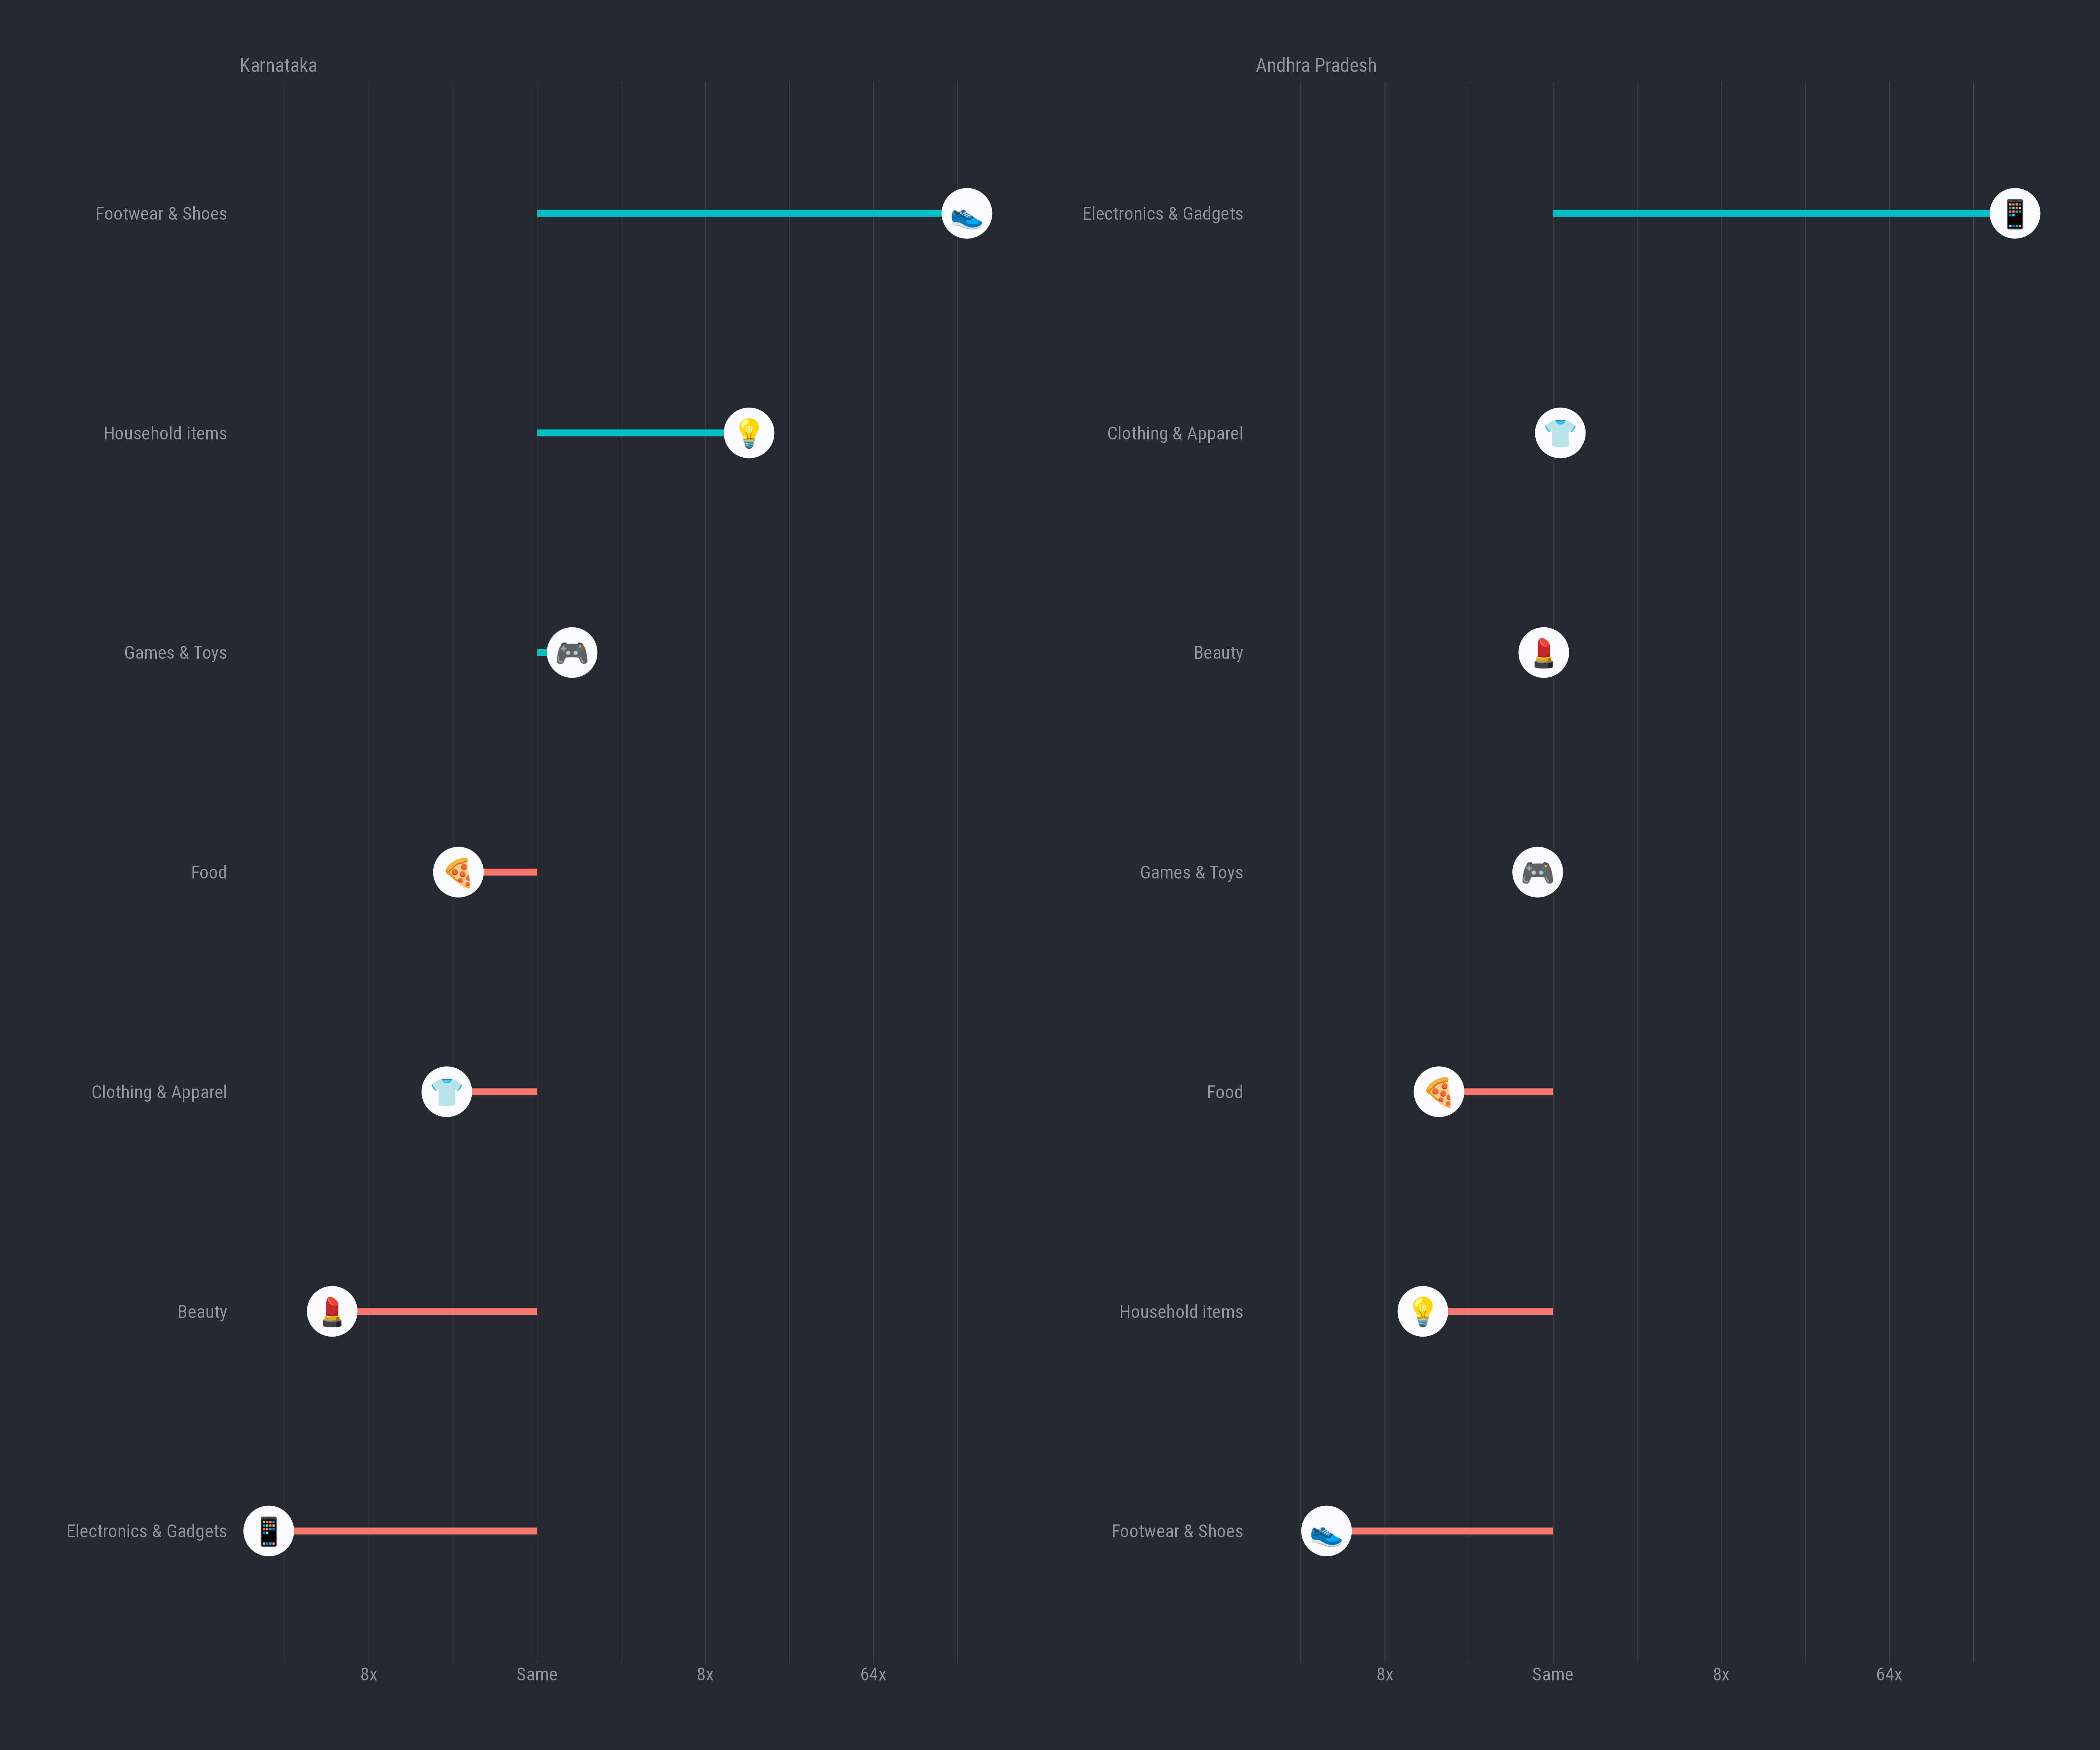 Karnataka
Footwear & Shoes
Household items
Games & Toys
Food
Clothing & Apparel
Beauty
Electronics & Gadgets
8x
Same
8x
64x
Andhra Pradesh
Electronics & Gadgets
Clothing & Apparel
Beauty
Games & Toys
Food
Household items
Footwear & Shoes
8x
Same
8x
64x